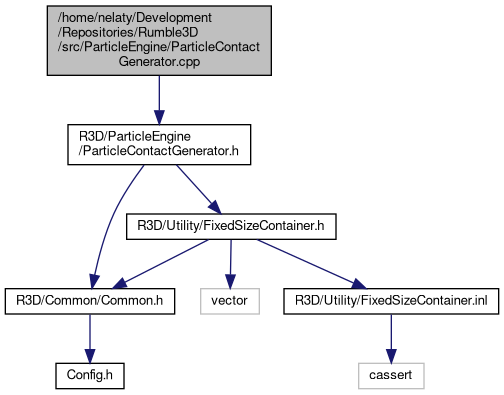 /home/nelaty/Development
/Repositories/Rumble3D
/src/ParticleEngine/ParticleContact
Generator.cpp
R3D/ParticleEngine
/ParticleContactGenerator.h
R3D/Utility/FixedSizeContainer.h
R3D/Common/Common.h
vector
R3D/Utility/FixedSizeContainer.inl
Config.h
cassert